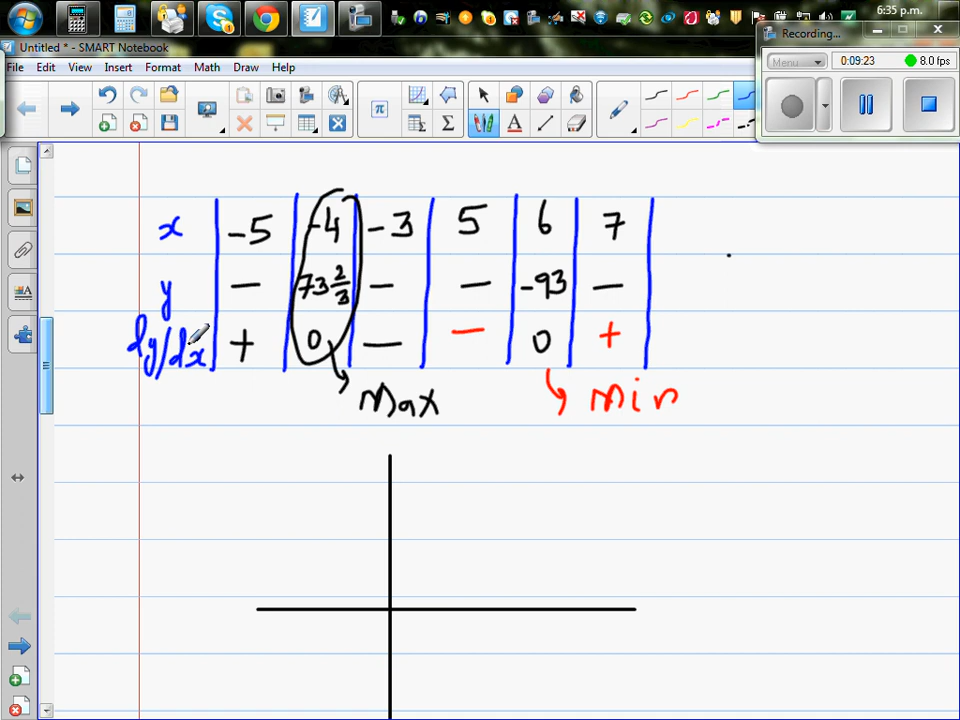 6:35 p.m.
Untitled * - SMART Notebook
Recording...
File Edit View Insert Format Math Draw Help
Menu 0:09:23 8.0 fps
x -5 -4 -3 5 6 7
y — 73 2/3 — — -93 —
dy/dx + 0 — — 0 +
Max Min